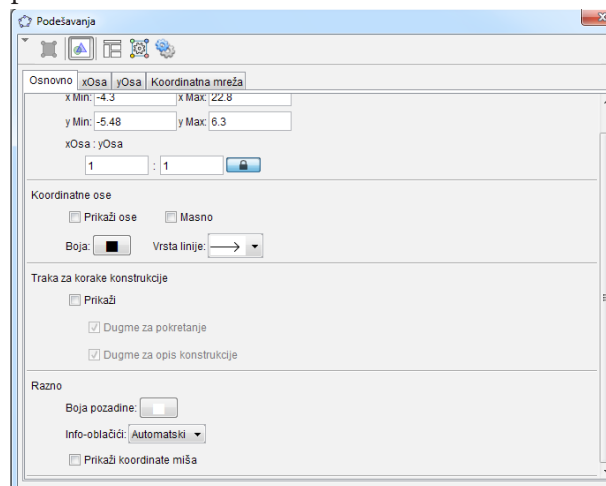 Podešavanja
Osnovno xOsa yOsa Koordinatna mreža
x Min: -4.3 x Max: 22.8
y Min: -5.48 y Max: 6.3
xOsa : yOsa
1 : 1
Koordinatne ose
Prikaži ose Masno
Boja: Vrsta linije:
Traka za korake konstrukcije
Prikaži
Dugme za pokretanje
Dugme za opis konstrukcije
Razno
Boja pozadine:
Info-oblačići: Automatski
Prikaži koordinate miša